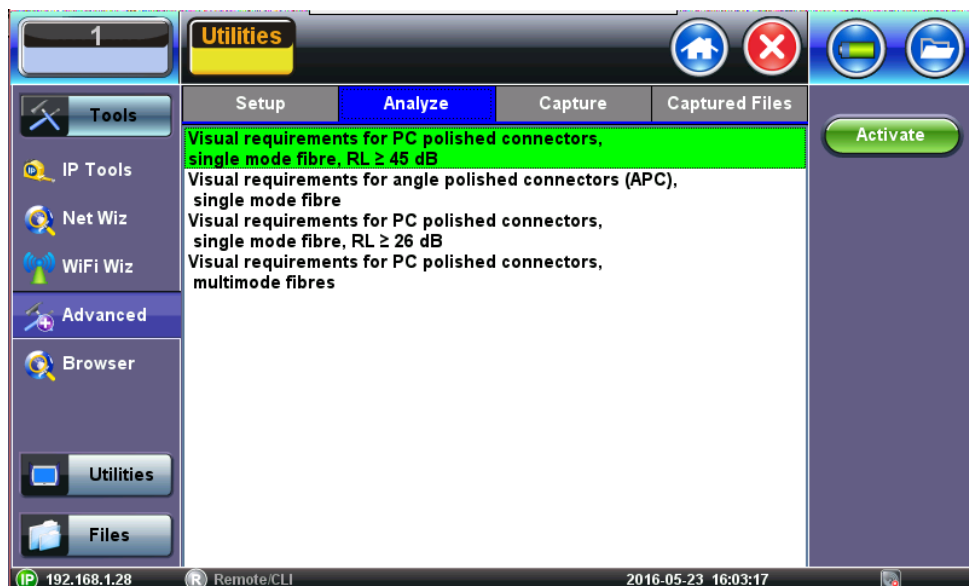 1
Utilities
Tools
IP Tools
Net Wiz
WiFi Wiz
Advanced
Browser
Utilities
Files
Setup
Analyze
Capture
Captured Files
Visual requirements for PC polished connectors,
single mode fibre, RL ≥ 45 dB
Visual requirements for angle polished connectors (APC),
single mode fibre
Visual requirements for PC polished connectors,
single mode fibre, RL ≥ 26 dB
Visual requirements for PC polished connectors,
multimode fibres
Activate
IP 192.168.1.28
R Remote/CLI
2016-05-23 16:03:17